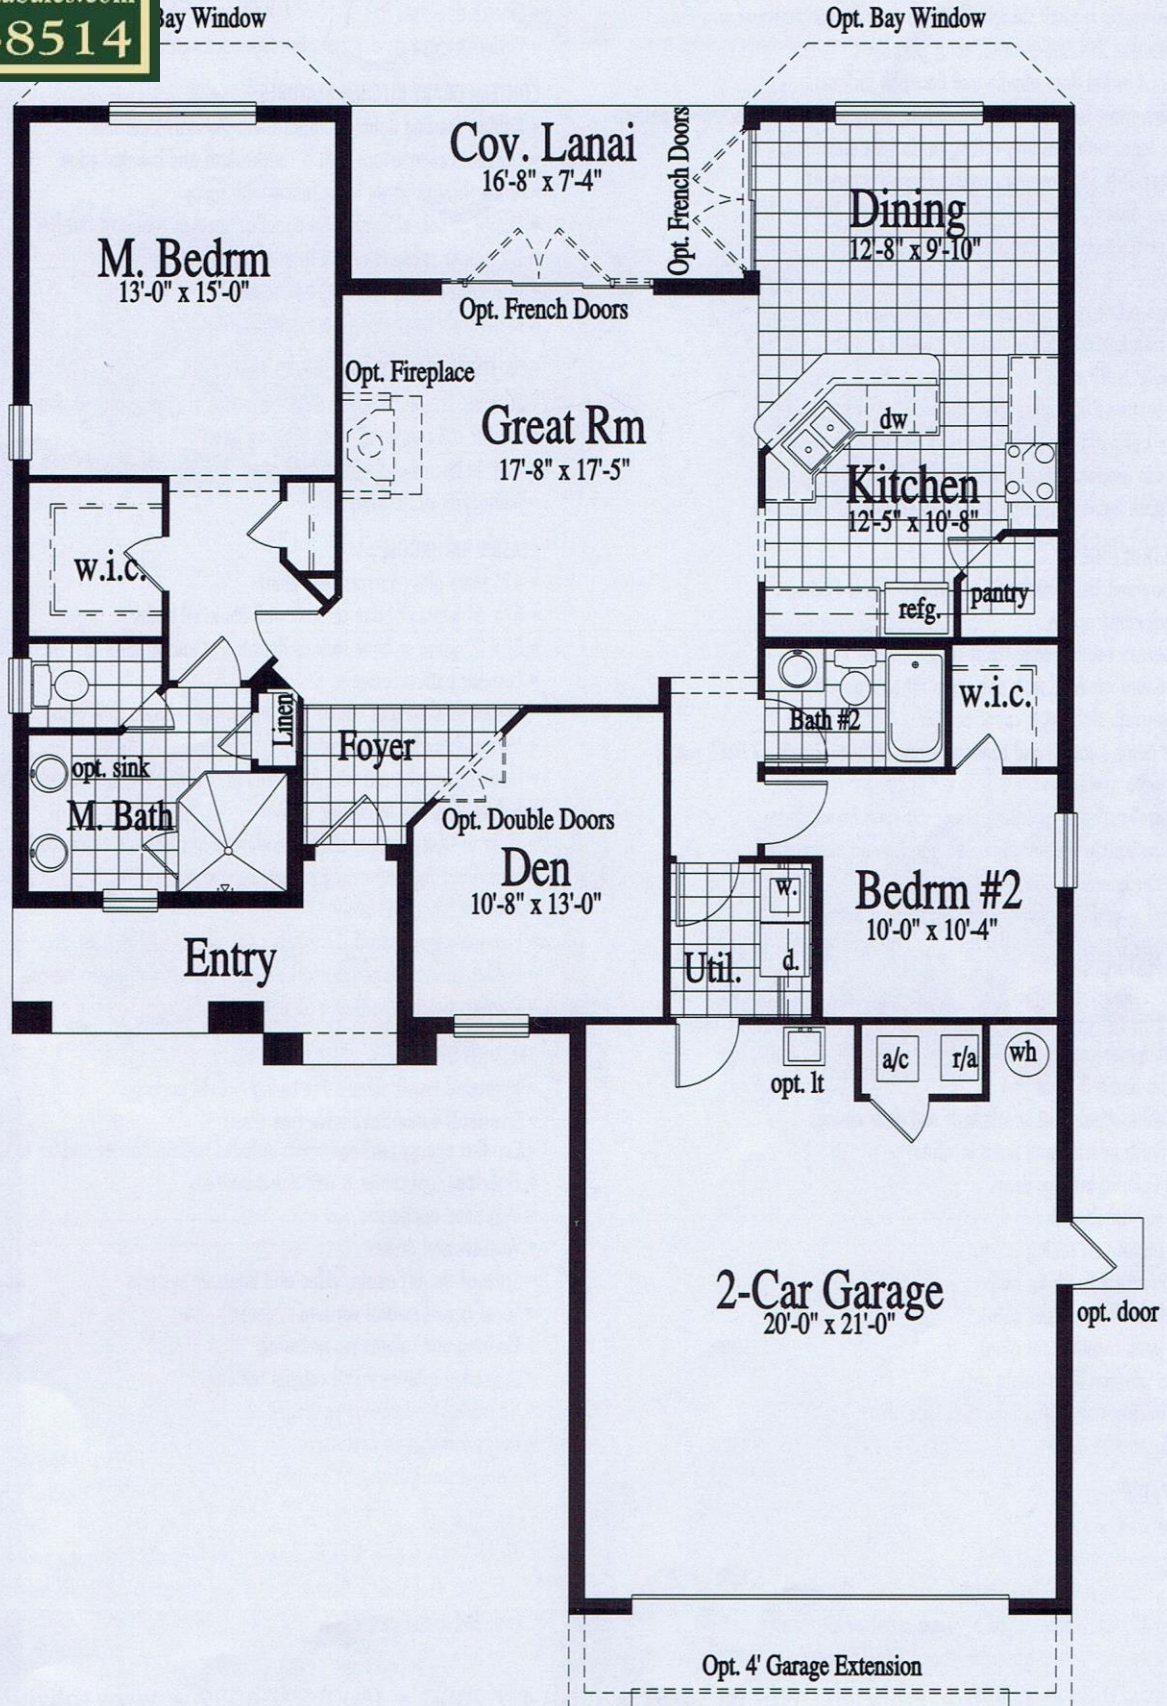 8514
Bay Window
Opt. Bay Window
Cov. Lanai
16'-8" x 7'-4"
Opt. French Doors
Dining
12'-8" x 9'-10"
M. Bedrm
13'-0" x 15'-0"
Opt. French Doors
Opt. Fireplace
Great Rm
17'-8" x 17'-5"
dw
Kitchen
12'-5" x 10'-8"
w.i.c.
refg.
pantry
Linen
Foyer
Bath #2
w.i.c.
opt. sink
M. Bath
Opt. Double Doors
Den
10'-8" x 13'-0"
w.
d.
Util.
Bedrm #2
10'-0" x 10'-4"
Entry
opt. lt
a/c
r/a
wh
2-Car Garage
20'-0" x 21'-0"
opt. door
Opt. 4' Garage Extension